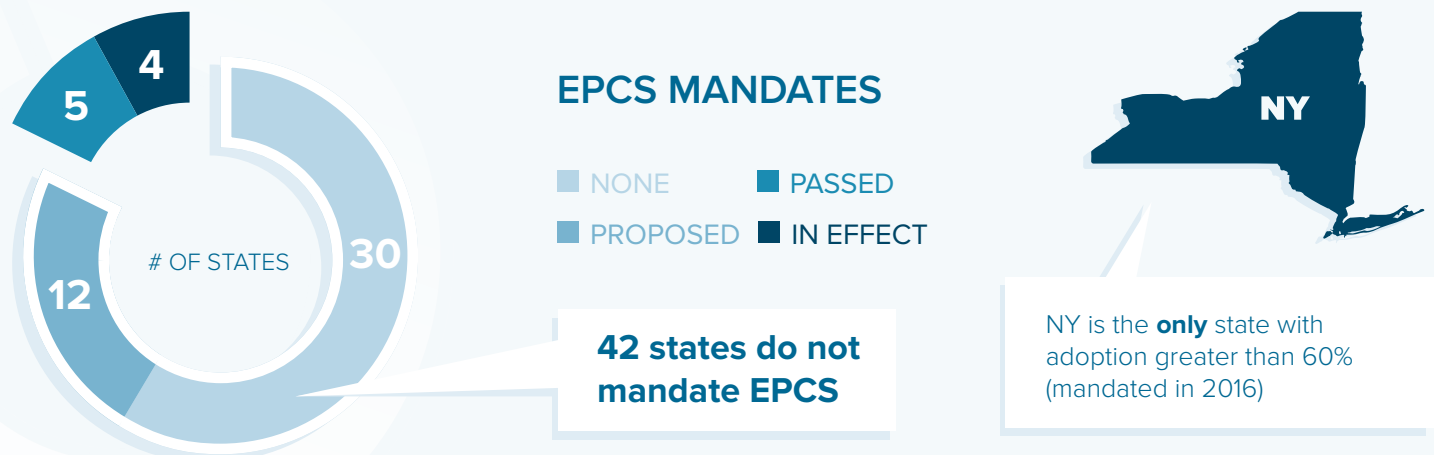 4
5
30
12
# OF STATES
EPCS MANDATES
NONE
PASSED
PROPOSED
IN EFFECT
42 states do not
mandate EPCS
NY
NY is the only state with
adoption greater than 60%
(mandated in 2016)